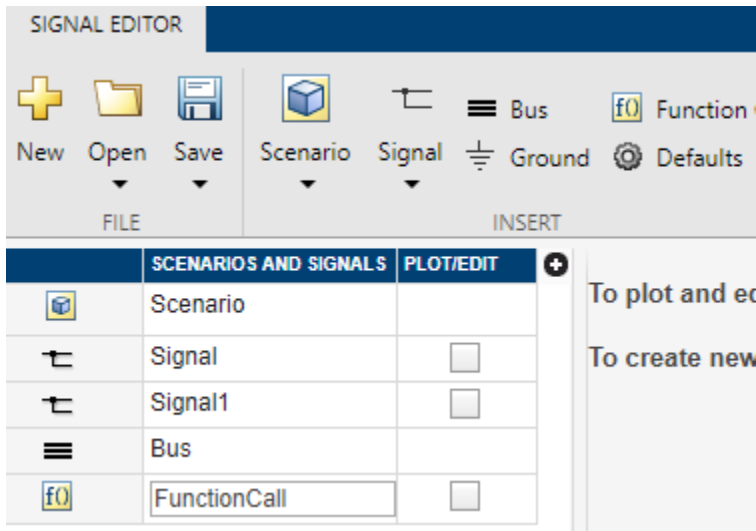 SIGNAL EDITOR
New Open Save Scenario Signal Bus Ground f() Function Defaults
FILE INSERT
SCENARIOS AND SIGNALS PLOT/EDIT
Scenario
Signal
Signal1
Bus
f() FunctionCall
To plot and
To create new